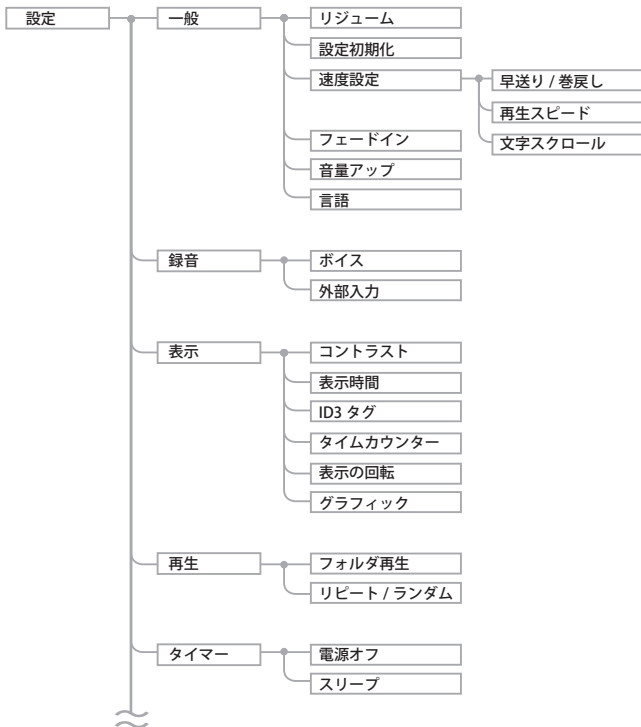 設定
一般
リジューム
設定初期化
速度設定
早送り / 巻戻し
再生スピード
文字スクロール
フェードイン
音量アップ
言語
録音
ボイス
外部入力
表示
コントラスト
表示時間
ID3 タグ
タイムカウンター
表示の回転
グラフィック
再生
フォルダ再生
リピート / ランダム
タイマー
電源オフ
スリープ